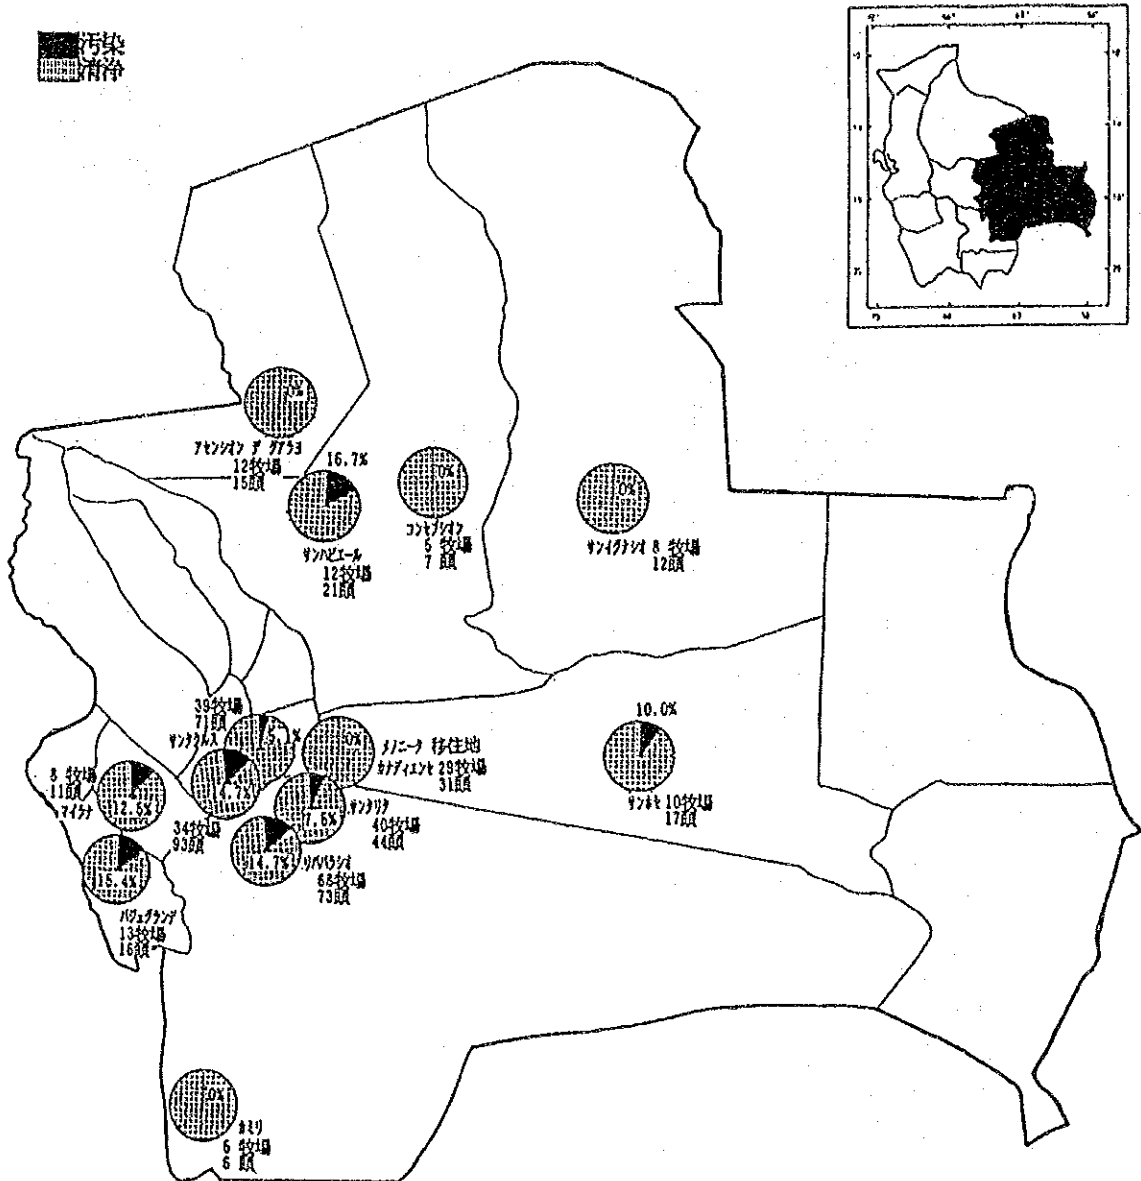 汚染
清浄
0%
アセンシオン デ グアラヨ
12牧場
15頭
16.7%
サンハビエール
12牧場
21頭
0%
コンセプシオン
牧場
7 頭
0%
サンイグナシオ 8 牧場
12頭
39牧場
71頭
サンタクルス
5.1%
0%
メノニータ 移住地
カナディエンセ 29牧場
31頭
10.0%
サンホセ 10牧場
17頭
8 牧場
11頭
マイラナ
12.5%
14.7%
34牧場
93頭
7.5%
サンタリタ
40牧場
44頭
14.7%
68牧場
73頭
15.4%
バジェグランデ
13牧場
16頭
0%
カミリ
6 牧場
6 頭